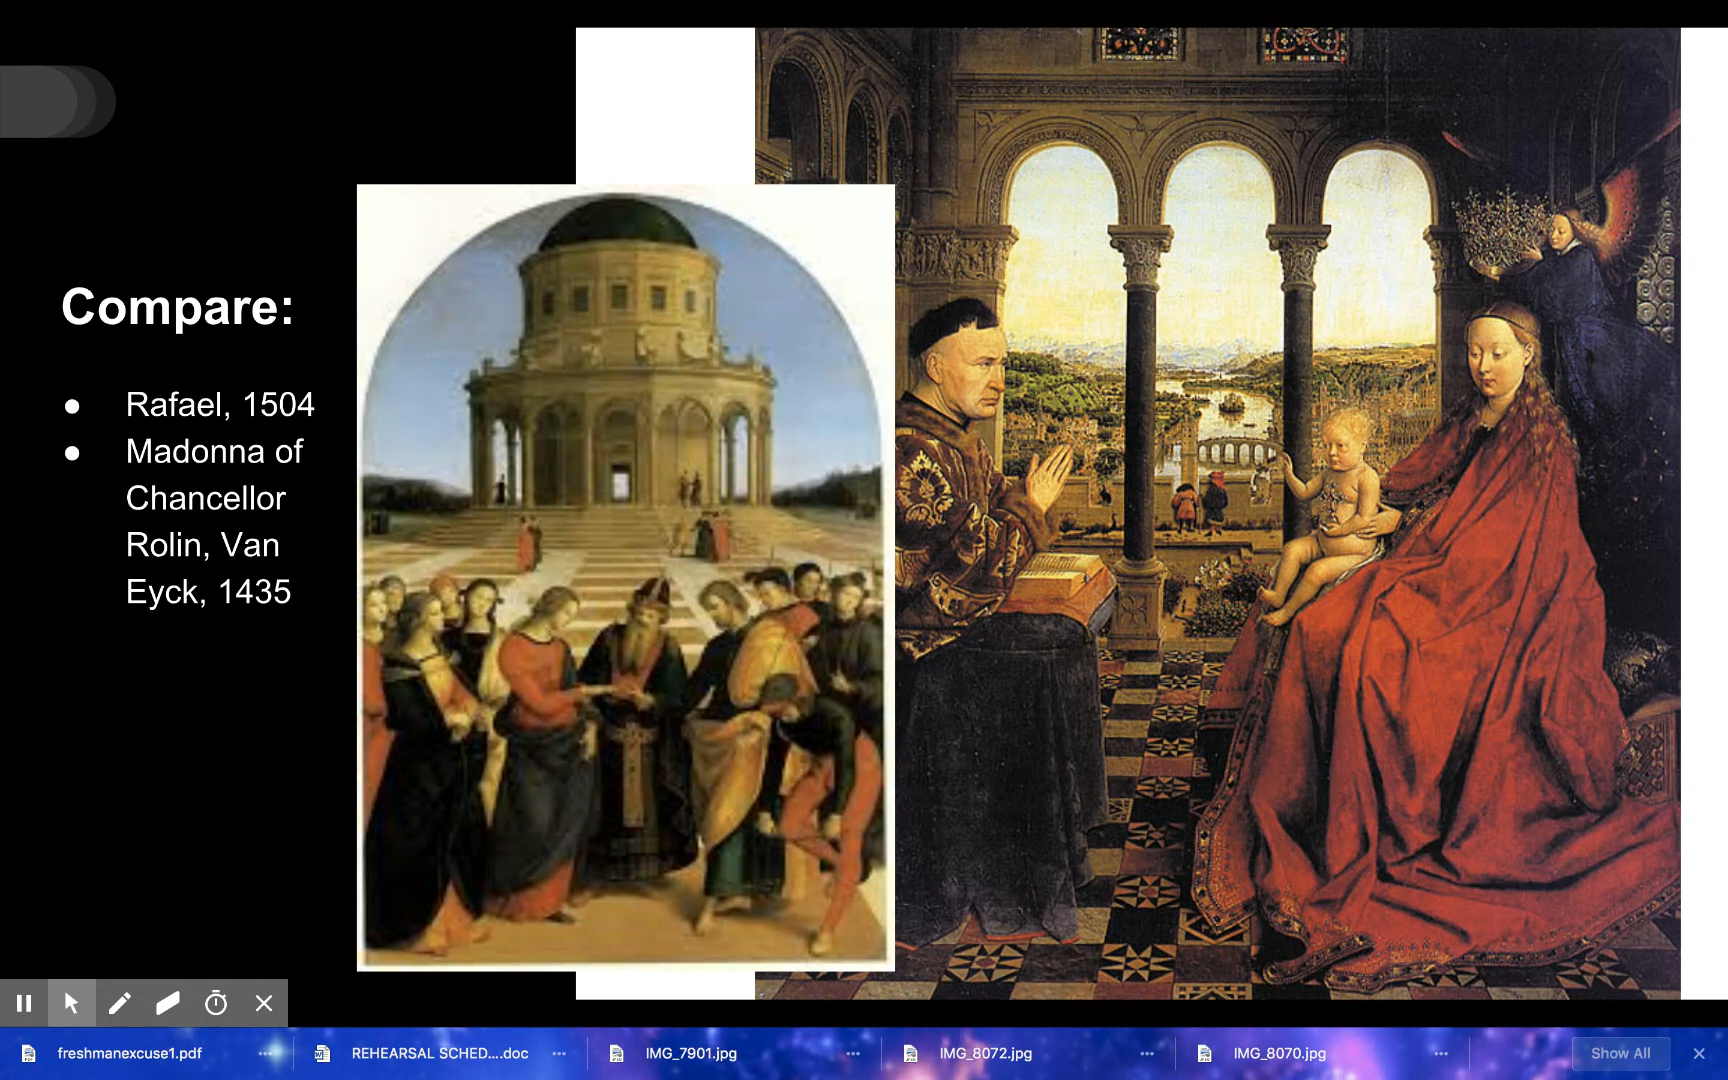 Compare:
● Rafael, 1504
● Madonna of
Chancellor
Rolin, Van
Eyck, 1435
freshmanexcuse1.pdf
REHEARSAL SCHED....doc
IMG_7901.jpg
IMG_8072.jpg
IMG_8070.jpg
Show All